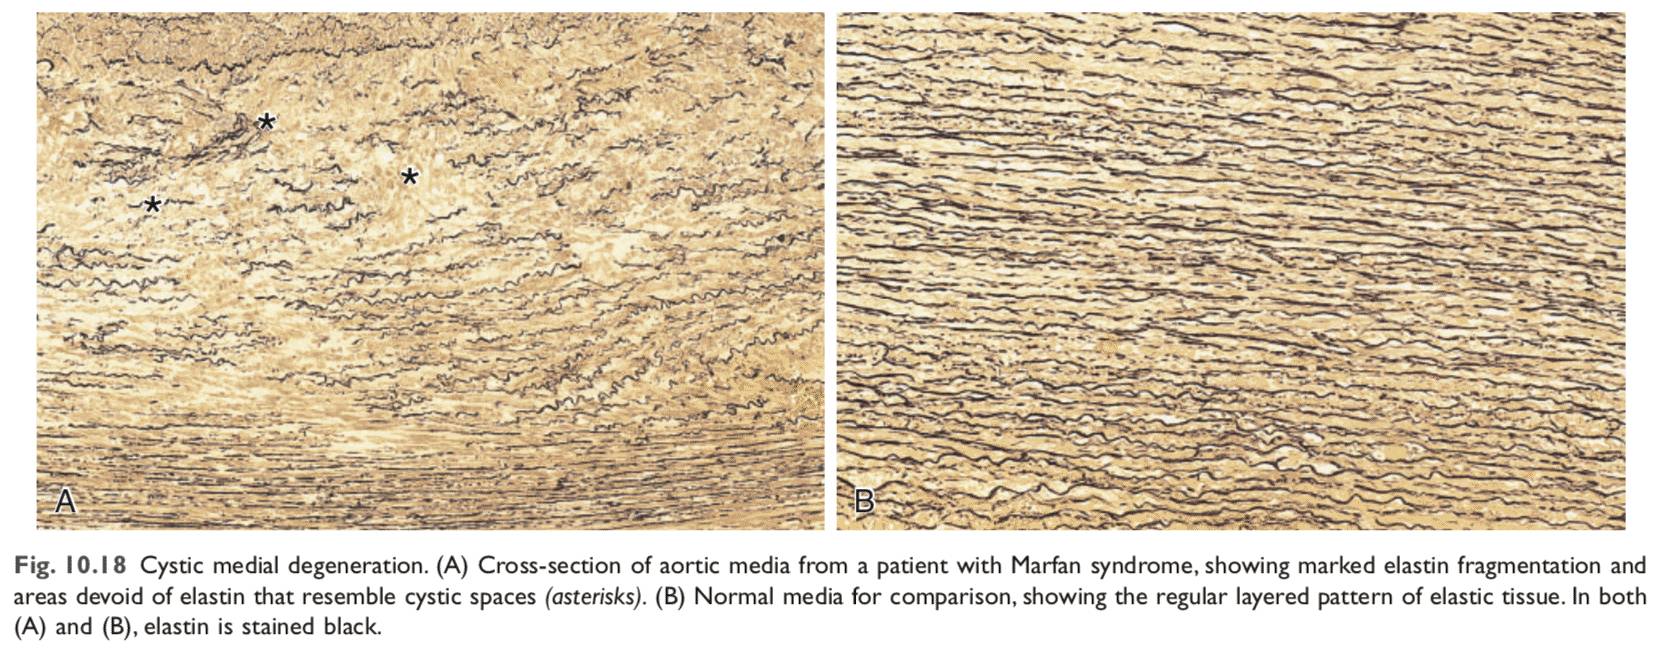 *
*
*
A
B
Fig. 10.18 Cystic medial degeneration. (A) Cross-section of aortic media from a patient with Marfan syndrome, showing marked elastin fragmentation and
areas devoid of elastin that resemble cystic spaces (asterisks). (B) Normal media for comparison, showing the regular layered pattern of elastic tissue. In both
(A) and (B), elastin is stained black.